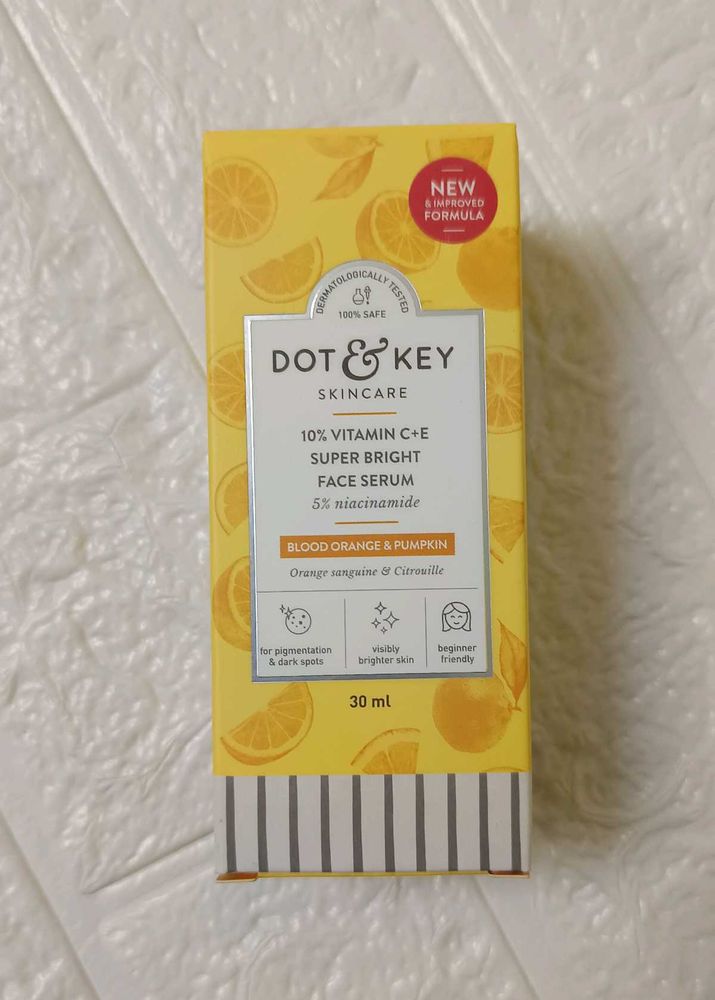 NEW
& IMPROVED
FORMULA
DERMATOLOGICALLY TESTED
100% SAFE
DOT & KEY
SKINCARE
10% VITAMIN C+E
SUPER BRIGHT
FACE SERUM
5% niacinamide
BLOOD ORANGE & PUMPKIN
Orange sanguine & Citrouille
for pigmentation
& dark spots
visibly
brighter skin
beginner
friendly
30 ml